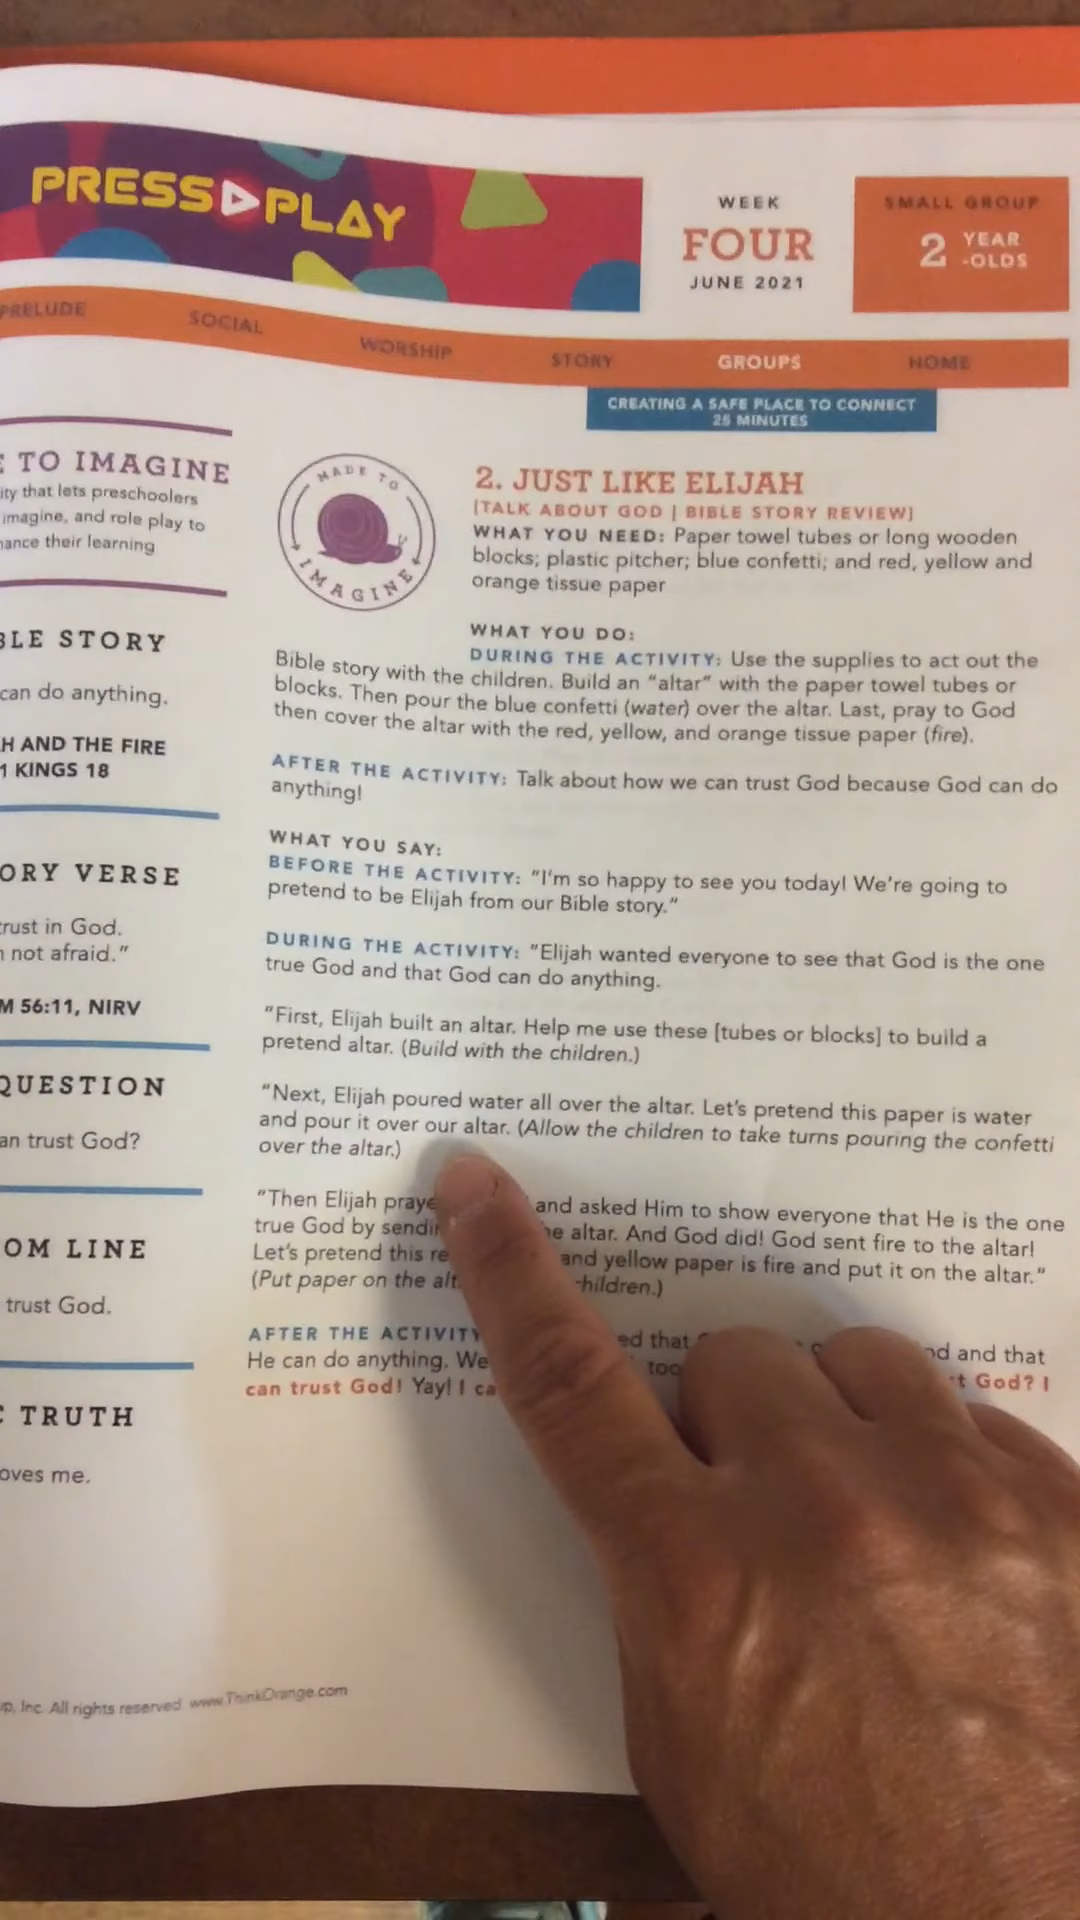 PRESS PLAY
WEEK
FOUR
JUNE 2021
SMALL GROUP
2 YEAR
-OLDS
PRELUDE SOCIAL WORSHIP STORY GROUPS HOME
CREATING A SAFE PLACE TO CONNECT
25 MINUTES
TO IMAGINE
ity that lets preschoolers
imagine, and role play to
their learning
BLE STORY
can do anything.
H AND THE FIRE
1 KINGS 18
ORY VERSE
trust in God.
not afraid.”
M 56:11, NIRV
QUESTION
an trust God?
OM LINE
trust God.
TRUTH
oves me.
MADE TO
IMAGINE
2. JUST LIKE ELIJAH
[TALK ABOUT GOD | BIBLE STORY REVIEW]
WHAT YOU NEED: Paper towel tubes or long wooden
blocks; plastic pitcher; blue confetti; and red, yellow and
orange tissue paper
WHAT YOU DO:
DURING THE ACTIVITY: Use the supplies to act out the
Bible story with the children. Build an “altar” with the paper towel tubes or
blocks. Then pour the blue confetti (water) over the altar. Last, pray to God
then cover the altar with the red, yellow, and orange tissue paper (fire).
AFTER THE ACTIVITY: Talk about how we can trust God because God can do
anything!
WHAT YOU SAY:
BEFORE THE ACTIVITY: “I’m so happy to see you today! We’re going to
pretend to be Elijah from our Bible story.”
DURING THE ACTIVITY: “Elijah wanted everyone to see that God is the one
true God and that God can do anything.
“First, Elijah built an altar. Help me use these [tubes or blocks] to build a
pretend altar. (Build with the children.)
“Next, Elijah poured water all over the altar. Let’s pretend this paper is water
and pour it over our altar. (Allow the children to take turns pouring the confetti
over the altar.)
“Then Elijah praye and asked Him to show everyone that He is the one
true God by sendin he altar. And God did! God sent fire to the altar!
Let’s pretend this re and yellow paper is fire and put it on the altar.”
(Put paper on the alt children.)
AFTER THE ACTIVITY ed that od and that
He can do anything. We too t God? I
can trust God! Yay! I ca
up, Inc. All rights reserved www.ThinkOrange.com